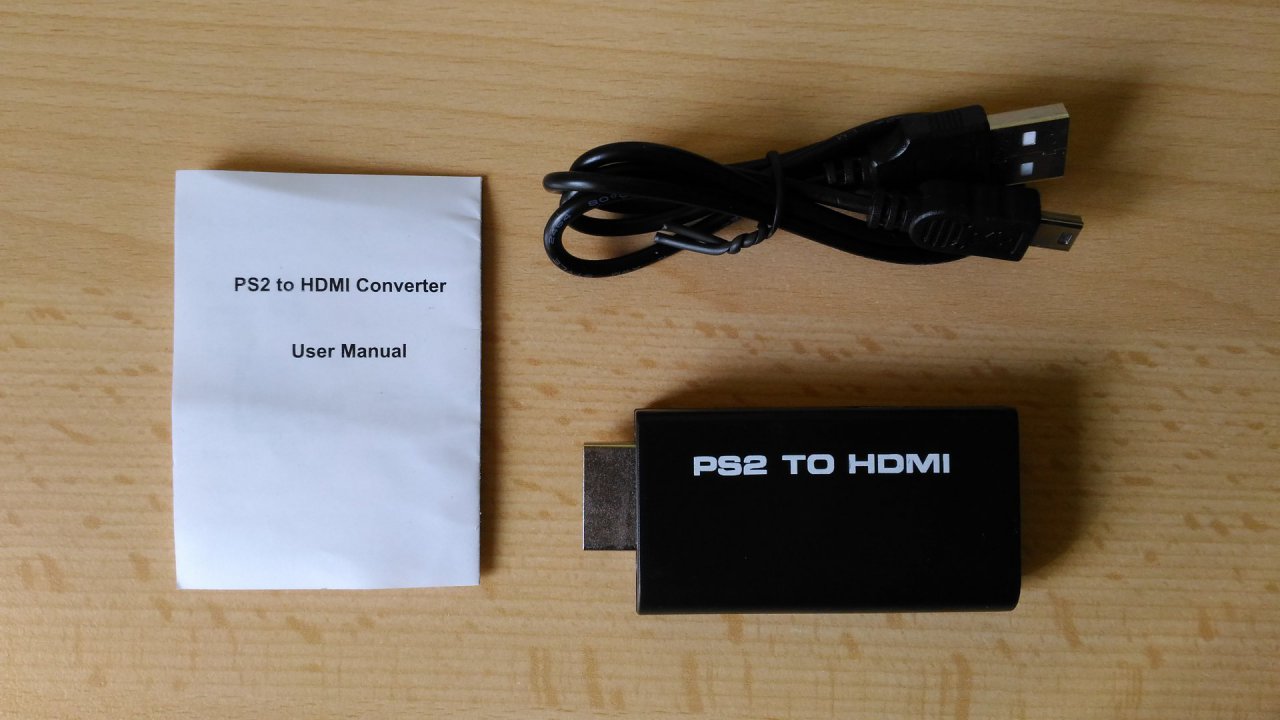 PS2 to HDMI Converter
User Manual
PS2 TO HDMI